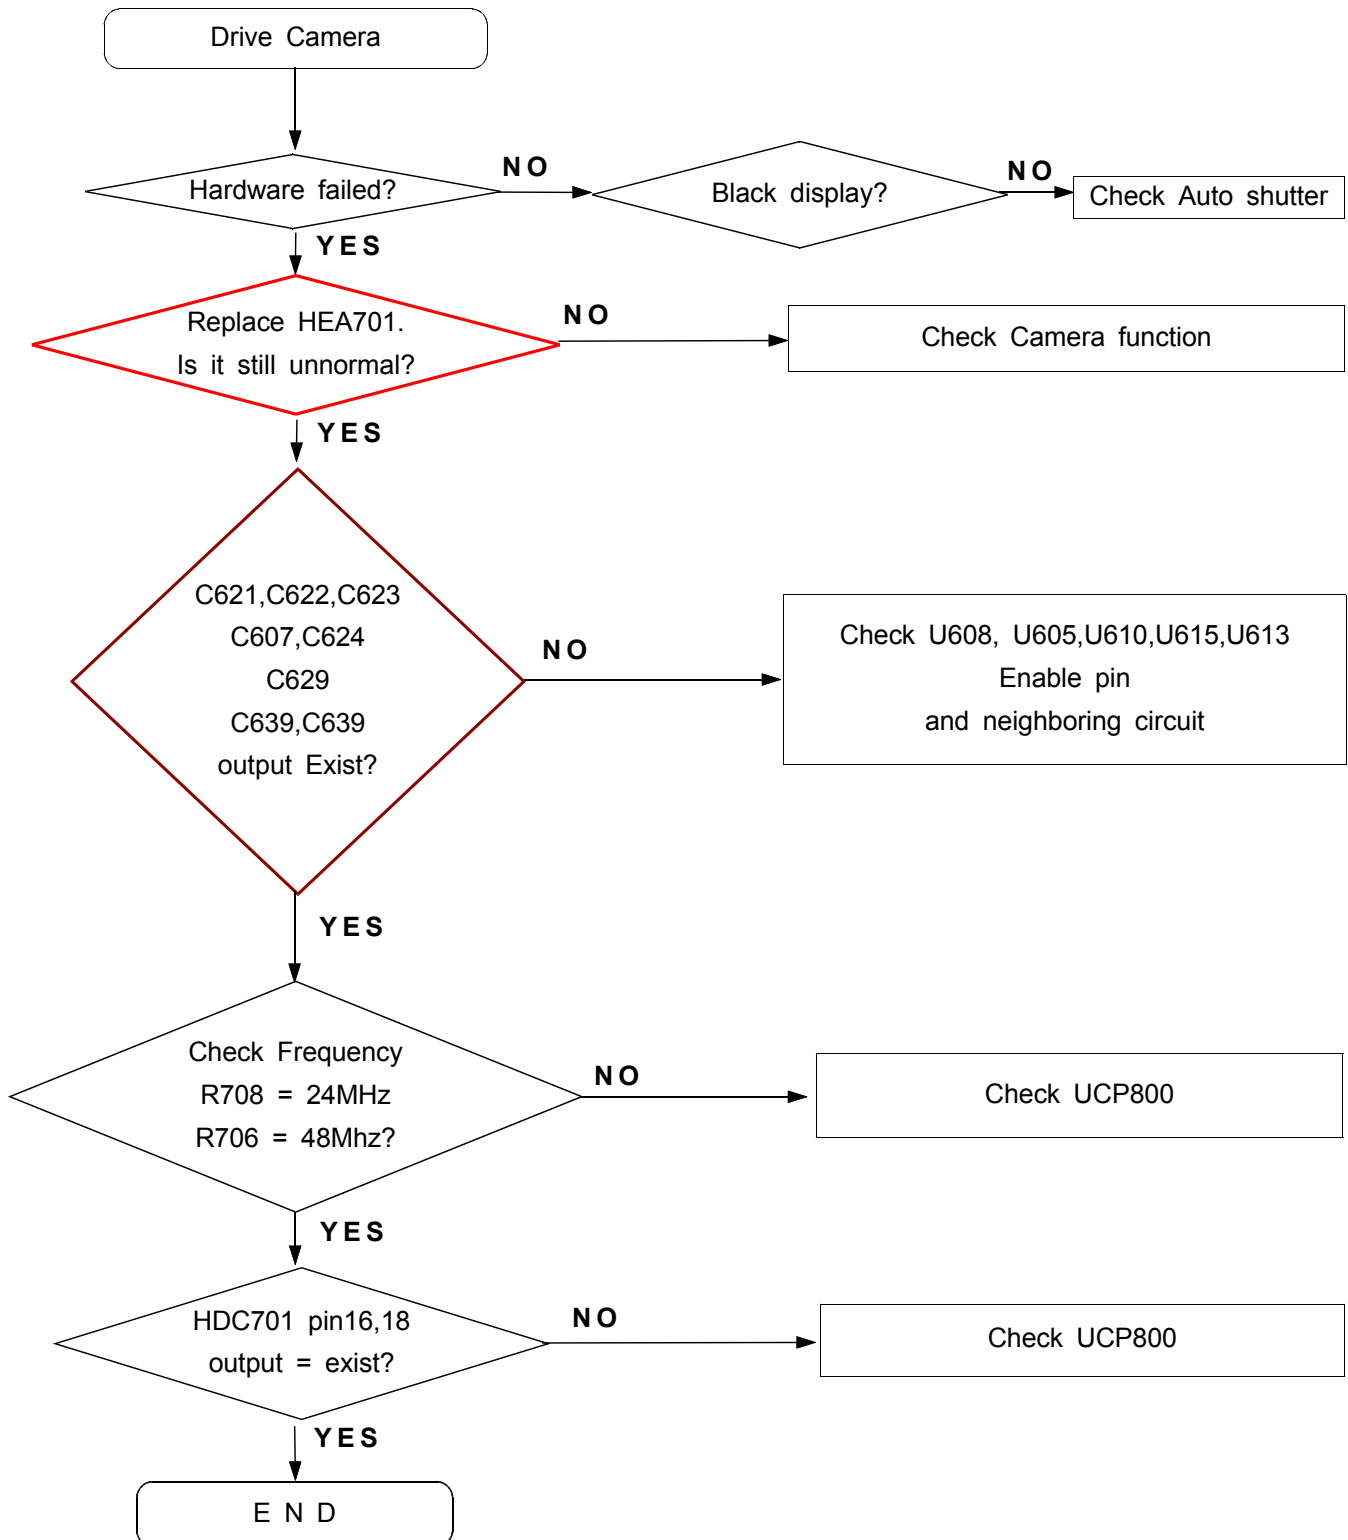 Drive Camera
Hardware failed?
NO
Black display?
NO
Check Auto shutter
YES
Replace HEA701.
Is it still unnormal?
NO
Check Camera function
YES
C621,C622,C623
C607,C624
C629
C639,C639
output Exist?
NO
Check U608, U605,U610,U615,U613
Enable pin
and neighboring circuit
YES
Check Frequency
R708 = 24MHz
R706 = 48Mhz?
NO
Check UCP800
YES
HDC701 pin16,18
output = exist?
NO
Check UCP800
YES
E N D